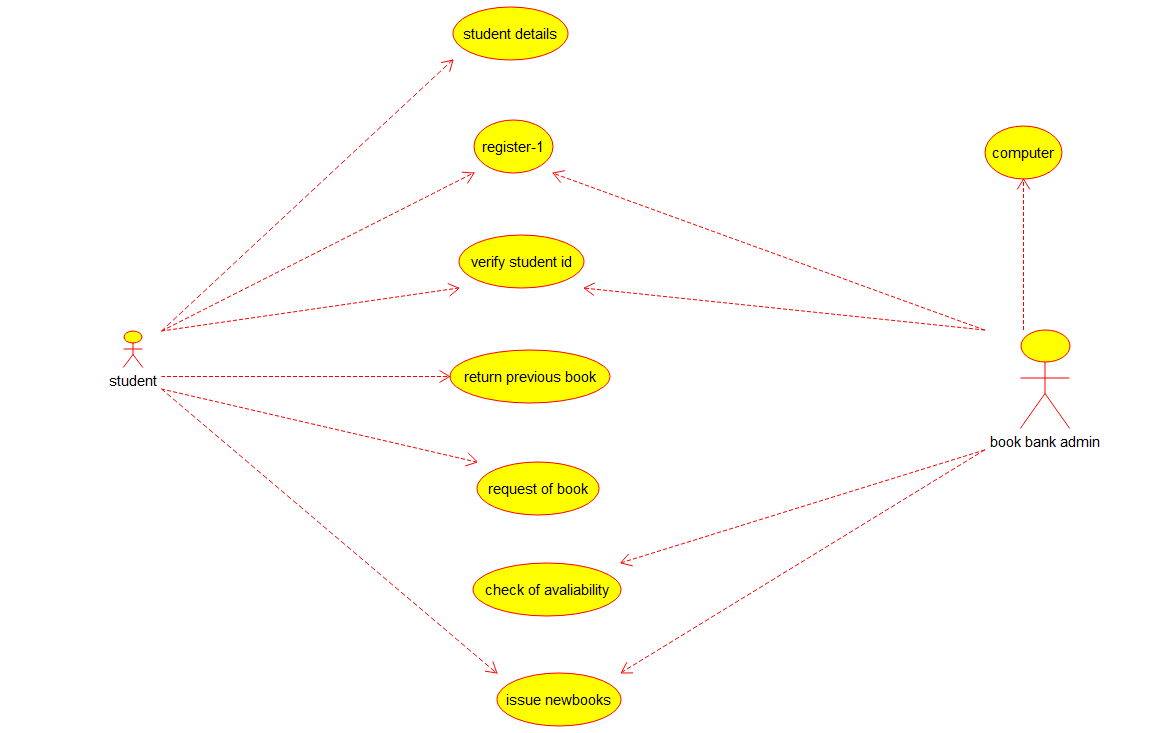 student details
register-1
computer
verify student id
student
return previous book
book bank admin
request of book
check of avaliability
issue newbooks